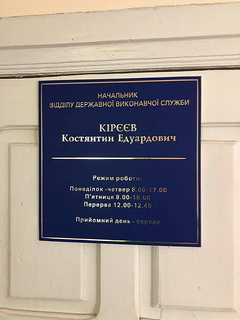 НАЧАЛЬНИК
ВІДДІЛУ ДЕРЖАВНОЇ ВИКОНАВЧОЇ СЛУЖБИ
КІРЄЄВ
Костянтин Едуардович
Режим роботи:
Понеділок -четвер 8.00-17.00
П'ятниця 8.00-16.00
Перерва 12.00-12.45
Прийомний день - середа